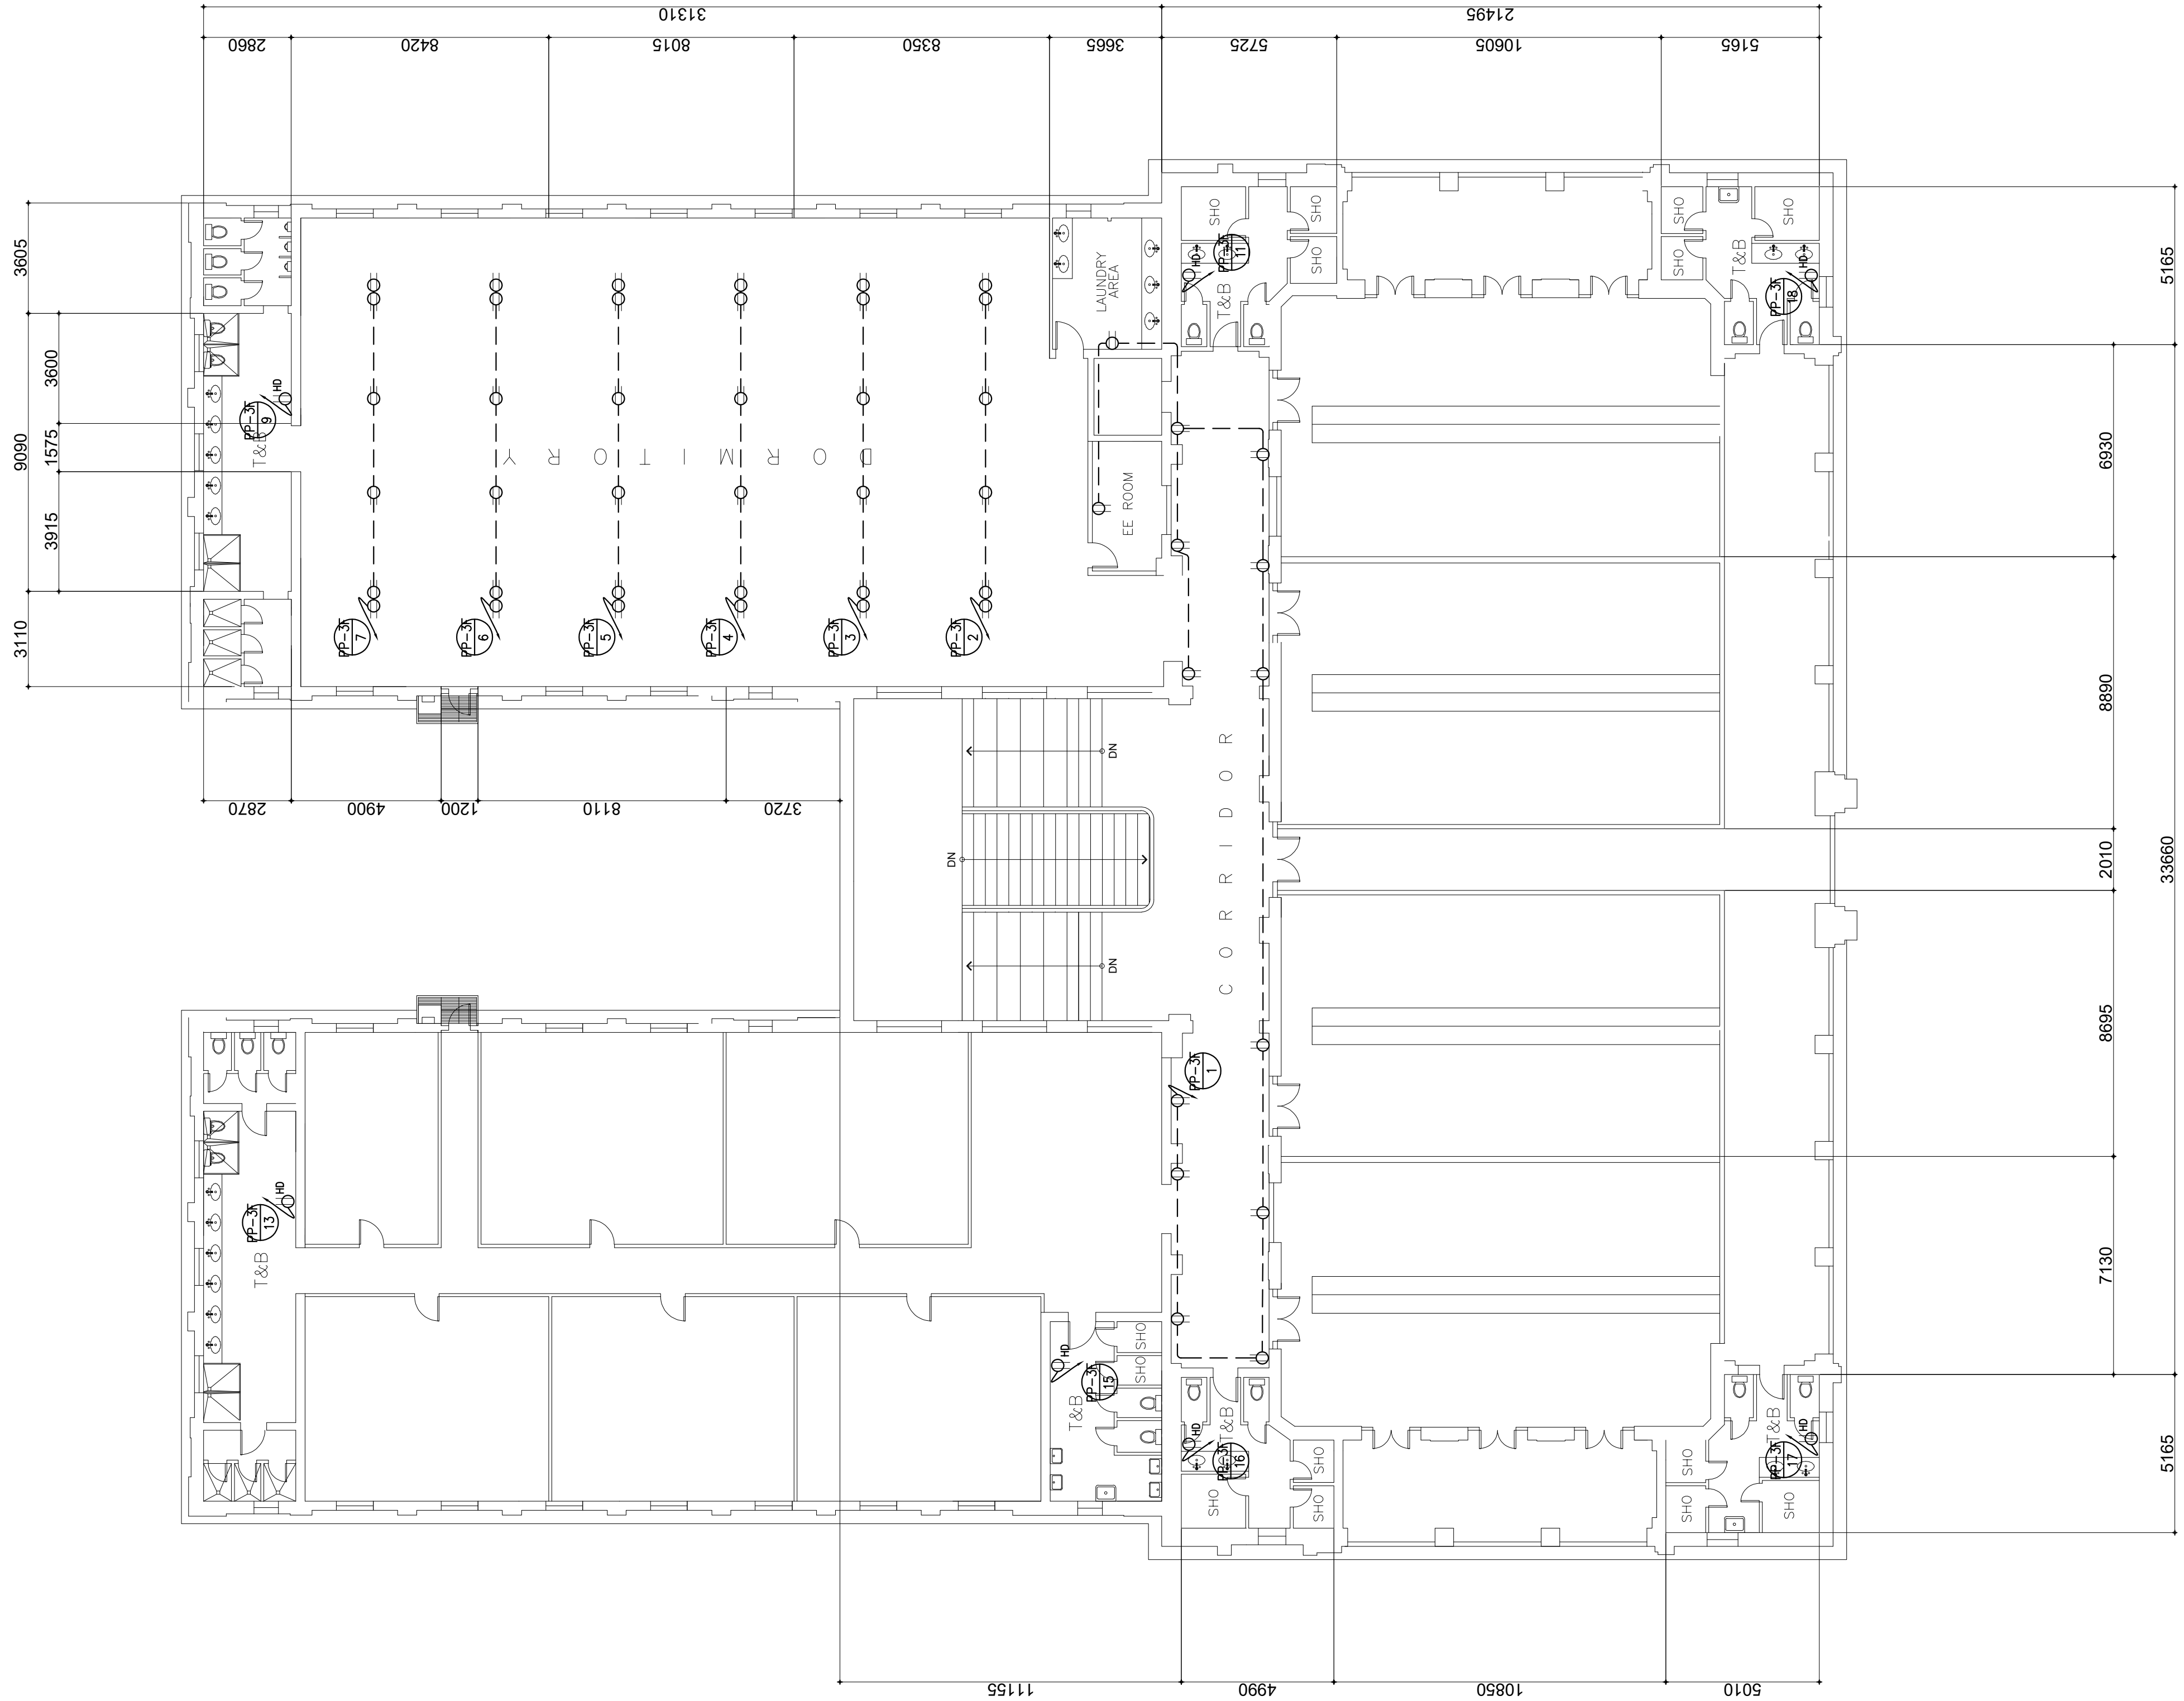 31310
21495
2860
8420
8015
8350
3665
5725
10605
5165
3605
3600
9090
1575
3915
3110
PP-3F
9
HD
T&B
DORMITORY
PP-3F
7
PP-3F
6
PP-3F
5
PP-3F
4
PP-3F
3
PP-3F
2
LAUNDRY
AREA
EE ROOM
SHO
SHO
SHO
PP-3F
11
HD
T&B
SHO
SHO
SHO
T&B
HD
PP-3F
18
5165
6930
8890
2010
33660
8695
7130
5165
2870
4900
1200
8110
3720
DN
DN
DN
CORRIDOR
PP-3F
1
PP-3F
13
HD
T&B
HD
PP-3F
15
T&B
SHO
SHO
HD
PP-3F
16
T&B
SHO
SHO
SHO
SHO
SHO
SHO
T&B
HD
PP-3F
17
11155
4990
10850
5010